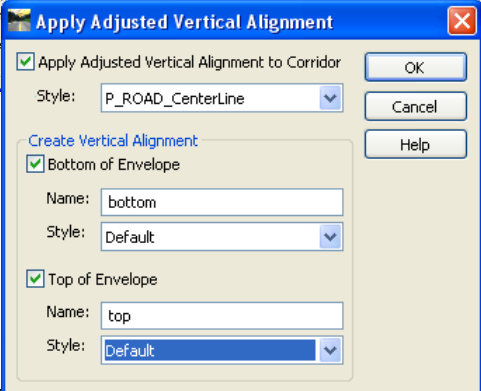 Apply Adjusted Vertical Alignment
Apply Adjusted Vertical Alignment to Corridor
OK
Style: P_ROAD_CenterLine
Cancel
Create Vertical Alignment
Help
Bottom of Envelope
Name: bottom
Style: Default
Top of Envelope
Name: top
Style: Default